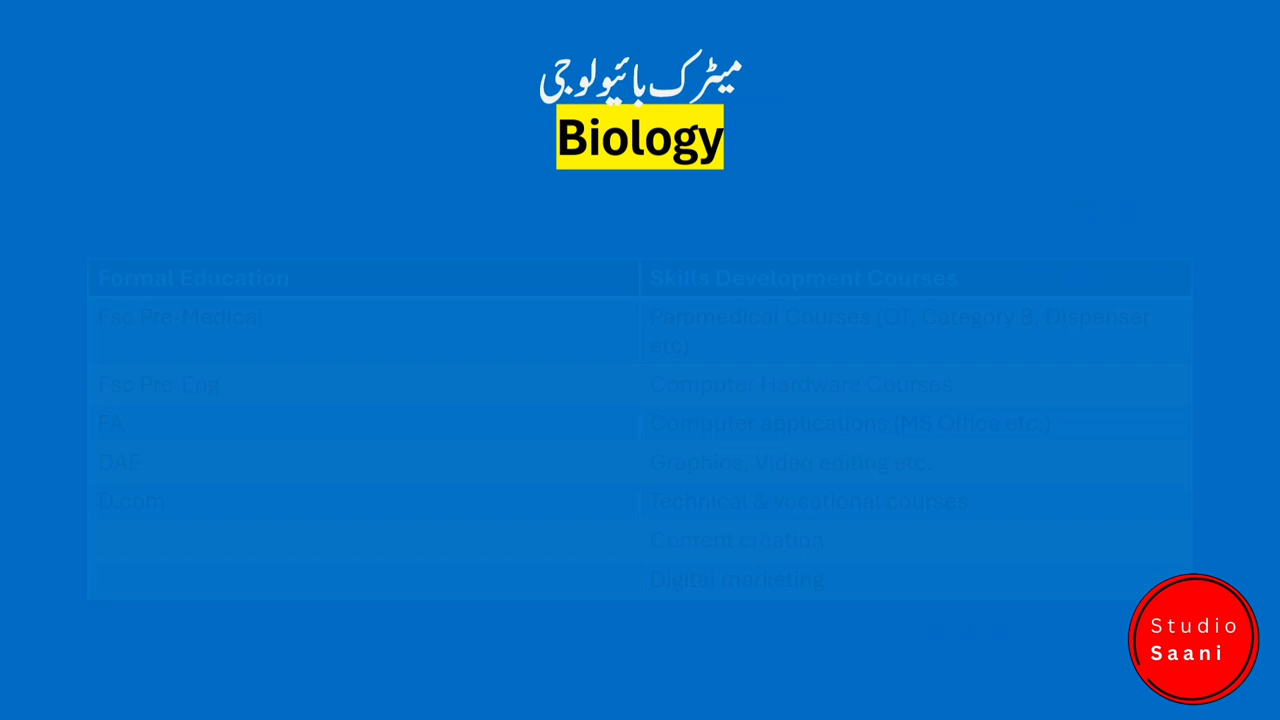 میٹرک بائیولوجی
Biology
Formal Education
Skills Development Courses
Fsc Pre-Medical
Paramedical Courses (OT, Category B, Dispenser
etc)
Fsc Pre-Eng
Computer Hardware Courses
FA
Computer applications (MS Office etc.)
DAE
Graphics, Video editing etc.
D.com
Technical & vocational courses
Content creation
Digital marketing
Studio
Saani